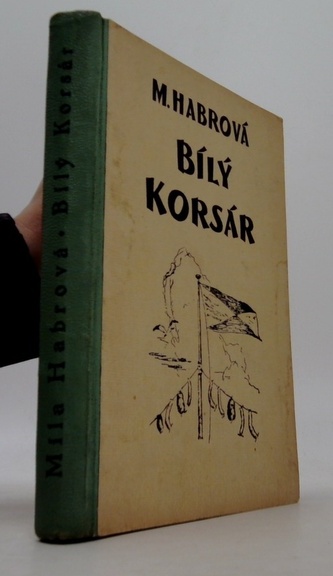 M. HABROVÁ
BÍLÝ
KORSÁR
Míla Habrová · Bílý Korsár